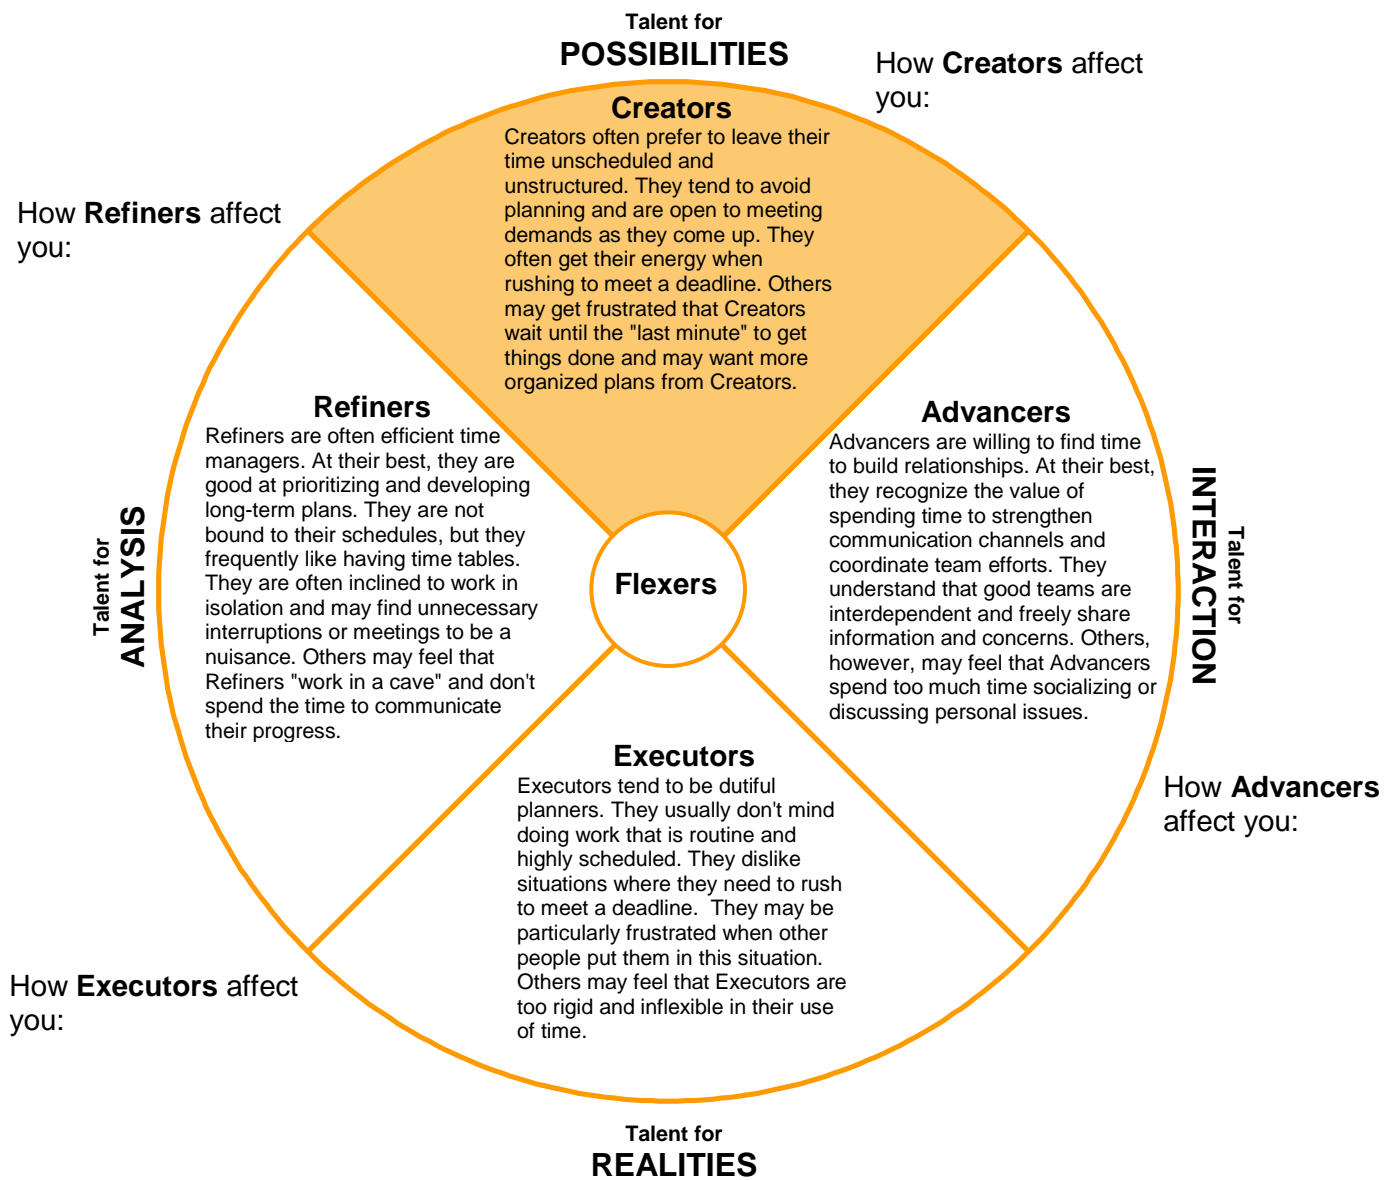 Talent for
POSSIBILITIES
How Creators affect
you:
Creators
Creators often prefer to leave their
time unscheduled and
unstructured. They tend to avoid
planning and are open to meeting
demands as they come up. They
often get their energy when
rushing to meet a deadline. Others
may get frustrated that Creators
wait until the "last minute" to get
things done and may want more
organized plans from Creators.
How Refiners affect
you:
Refiners
Refiners are often efficient time
managers. At their best, they are
good at prioritizing and developing
long-term plans. They are not
bound to their schedules, but they
frequently like having time tables.
They are often inclined to work in
isolation and may find unnecessary
interruptions or meetings to be a
nuisance. Others may feel that
Refiners "work in a cave" and don't
spend the time to communicate
their progress.
Talent for
ANALYSIS
Flexers
Advancers
Advancers are willing to find time
to build relationships. At their best,
they recognize the value of
spending time to strengthen
communication channels and
coordinate team efforts. They
understand that good teams are
interdependent and freely share
information and concerns. Others,
however, may feel that Advancers
spend too much time socializing or
discussing personal issues.
Talent for
INTERACTION
How Advancers
affect you:
Executors
Executors tend to be dutiful
planners. They usually don't mind
doing work that is routine and
highly scheduled. They dislike
situations where they need to rush
to meet a deadline.  They may be
particularly frustrated when other
people put them in this situation.
Others may feel that Executors are
too rigid and inflexible in their use
of time.
How Executors affect
you:
Talent for
REALITIES